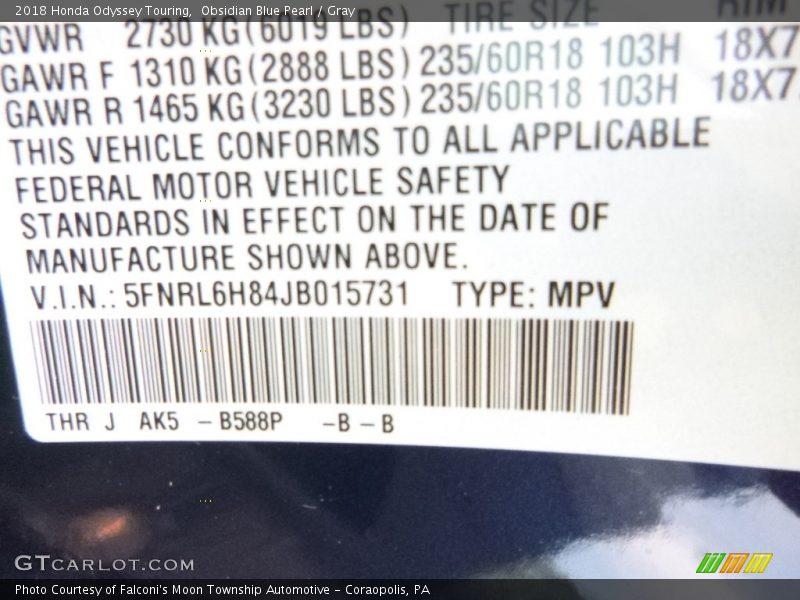 2018 Honda Odyssey Touring,  Obsidian Blue Pearl / Gray
TIRE SIZE RIM
GVWR 2730 KG (6019 LBS)
GAWR F 1310 KG (2888 LBS) 235/60R18 103H 18X7
GAWR R 1465 KG (3230 LBS) 235/60R18 103H 18X7
THIS VEHICLE CONFORMS TO ALL APPLICABLE
FEDERAL MOTOR VEHICLE SAFETY
STANDARDS IN EFFECT ON THE DATE OF
MANUFACTURE SHOWN ABOVE.
V.I.N.: 5FNRL6H84JB015731 TYPE: MPV
THR J AK5 – B588P –B – B
GTCARLOT.COM
Photo Courtesy of Falconi's Moon Township Automotive – Coraopolis, PA